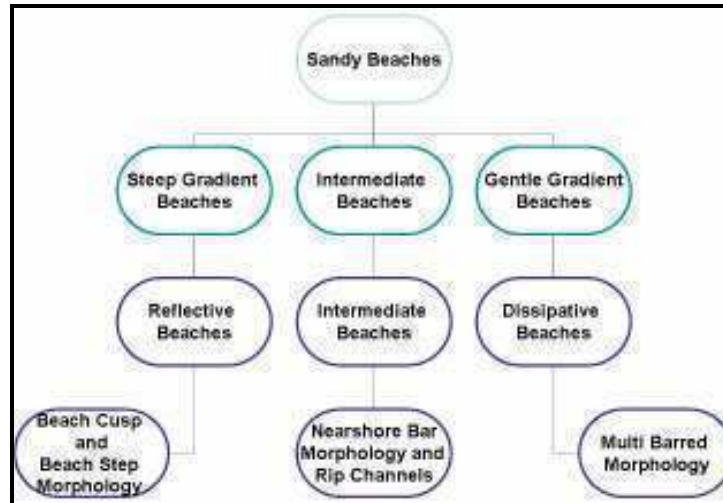 Sandy Beaches
Steep Gradient
Beaches
Intermediate
Beaches
Gentle Gradient
Beaches
Reflective
Beaches
Intermediate
Beaches
Dissipative
Beaches
Beach Cusp
and
Beach Step
Morphology
Nearshore Bar
Morphology and
Rip Channels
Multi Barred
Morphology